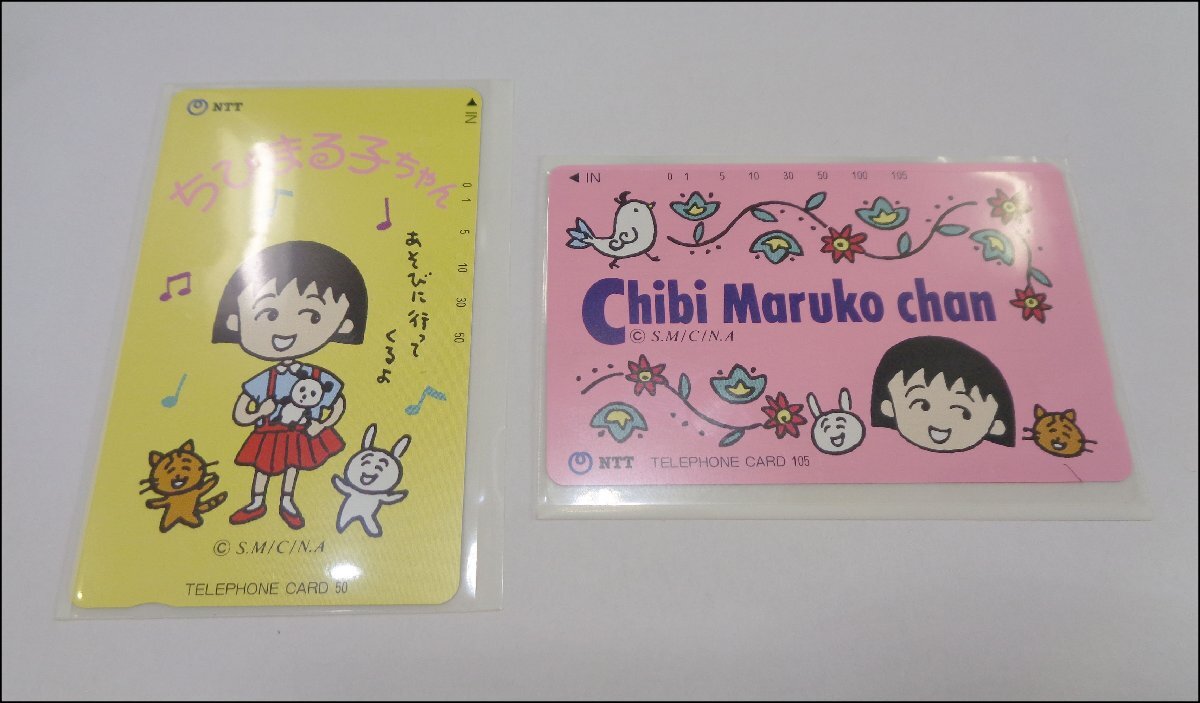 NTT
◀IN
ちびまる子ちゃん
0 1 5 10 30 50
あそびに行って
くるよ
© S.M/C/N.A
TELEPHONE CARD 50
◀IN 0 1 5 10 30 50 100 105
Chibi Maruko chan
© S.M/C/N.A
NTT TELEPHONE CARD 105